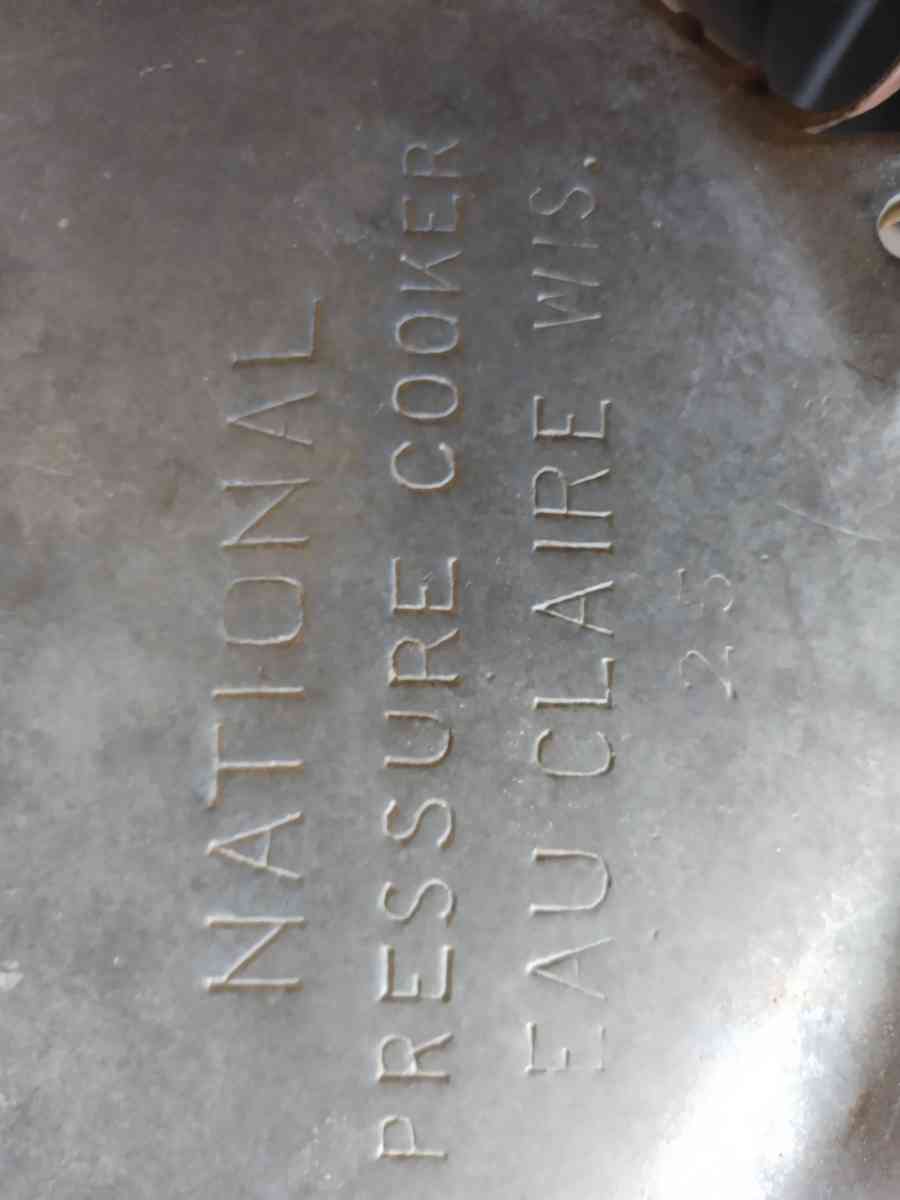 NATIONAL
PRESSURE COOKER
EAU CLAIRE WIS.
25